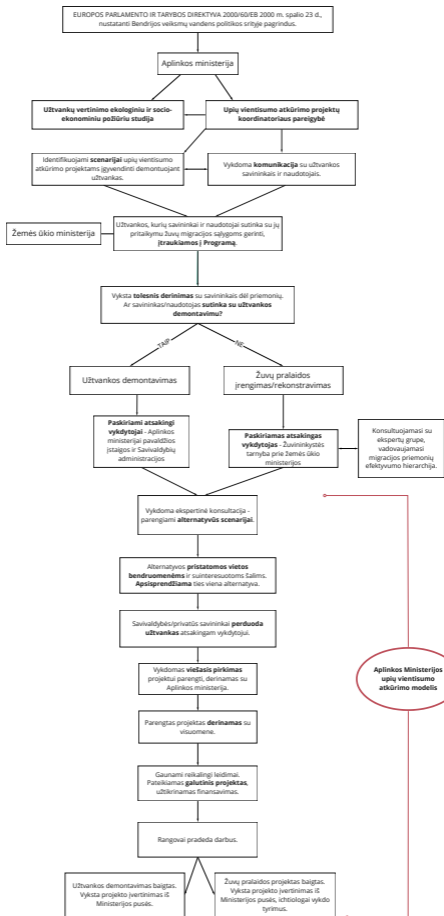 EUROPOS PARLAMENTO IR TARYBOS DIREKTYVA 2000/60/EB 2000 m. spalio 23 d.,
nustatanti Bendrijos veiksmų vandens politikos srityje pagrindus.
Aplinkos ministerija
Užtvankų vertinimo ekologiniu ir socio-
ekonominiu požiūriu studija
Upių vientisumo atkūrimo projektų
koordinatoriaus pareigybė
Identifikuojami scenarijai upių vientisumo
atkūrimo projektams įgyvendinti demontuojant
užtvankas.
Vykdoma komunikacija su užtvankos
savininkais ir naudotojais.
Žemės ūkio ministerija
Užtvankos, kurių savininkai ir naudotojai sutinka su jų
pritaikymu žuvų migracijos sąlygoms gerinti,
įtraukiamos į Programą.
Vyksta tolesnis derinimas su savininkais dėl priemonių.
Ar savininkas/naudotojas sutinka su užtvankos
demontavimu?
TAIP
NE
Užtvankos demontavimas
Žuvų pralaidos
įrengimas/rekonstravimas
Paskiriami atsakingi
vykdytojai - Aplinkos
ministerijai pavaldžios
įstaigos ir Savivaldybių
administracijos
Paskiriamas atsakingas
vykdytojas - Žuvininkystės
tarnyba prie žemės ūkio
ministerijos
Konsultuojamasi su
ekspertų grupe,
vadovaujamasi
migracijos priemonių
efektyvumo hierarchija.
Vykdoma ekspertinė konsultacija -
parengiami alternatyvūs scenarijai.
Alternatyvos pristatomos vietos
bendruomenėms ir suinteresuotoms šalims.
Apsisprendžiama ties viena alternatyva.
Savivaldybės/privatūs savininkai perduoda
užtvankas atsakingam vykdytojui.
Vykdomas viešasis pirkimas
projektui parengti, derinamas su
Aplinkos ministerija.
Aplinkos Ministerijos
upių vientisumo
atkūrimo modelis
Parengtas projektas derinamas su
visuomene.
Gaunami reikalingi leidimai.
Pateikiamas galutinis projektas,
užtikrinamas finansavimas.
Rangovai pradeda darbus.
Užtvankos demontavimas baigtas.
Vyksta projekto įvertinimas iš
Ministerijos pusės.
Žuvų pralaidos projektas baigtas.
Vyksta projekto įvertinimas iš
Ministerijos pusės, ichtiologai vykdo
tyrimus.